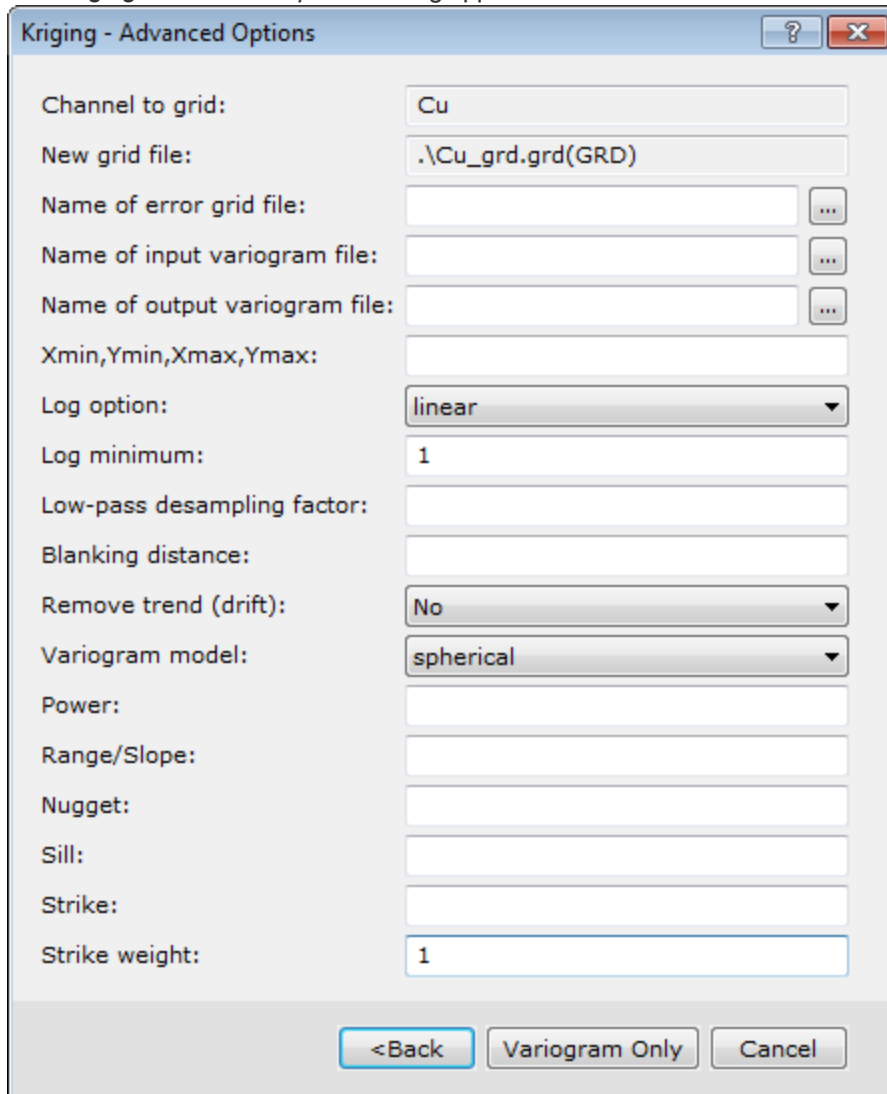 Kriging - Advanced Options ?
Channel to grid: Cu
New grid file: .\Cu_grd.grd(GRD)
Name of error grid file: ...
Name of input variogram file: ...
Name of output variogram file: ...
Xmin,Ymin,Xmax,Ymax:
Log option: linear
Log minimum: 1
Low-pass desampling factor:
Blanking distance:
Remove trend (drift): No
Variogram model: spherical
Power:
Range/Slope:
Nugget:
Sill:
Strike:
Strike weight: 1
<Back Variogram Only Cancel